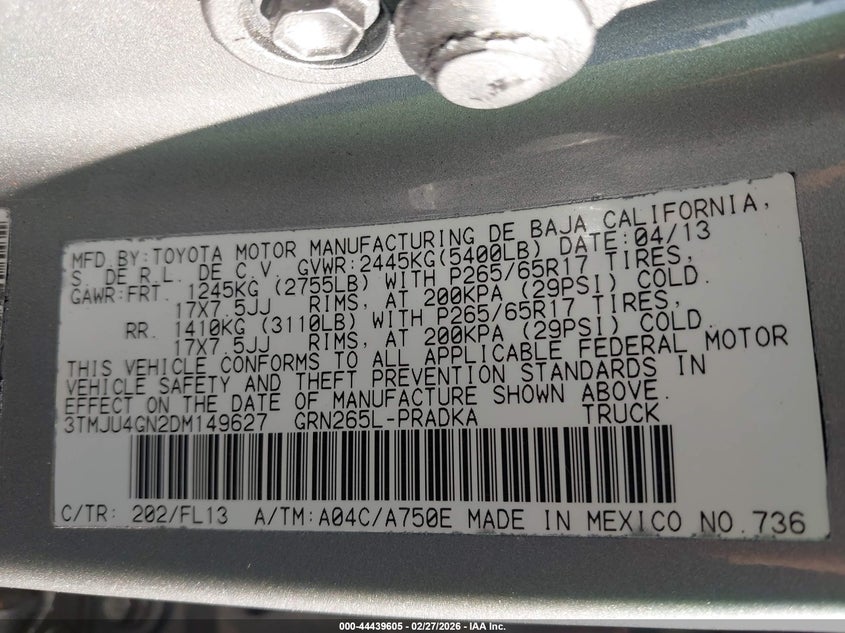 MFD. BY: TOYOTA MOTOR MANUFACTURING DE BAJA CALIFORNIA,
S. DE R.L. DE C.V. GVWR: 2445KG(5400LB) DATE: 04/13
GAWR: FRT. 1245KG (2755LB) WITH P265/65R17 TIRES,
17X7.5JJ RIMS, AT 200KPA (29PSI) COLD.
RR. 1410KG (3110LB) WITH P265/65R17 TIRES,
17X7.5JJ RIMS, AT 200KPA (29PSI) COLD.
THIS VEHICLE CONFORMS TO ALL APPLICABLE FEDERAL MOTOR
VEHICLE SAFETY AND THEFT PREVENTION STANDARDS IN
EFFECT ON THE DATE OF MANUFACTURE SHOWN ABOVE.
3TMJU4GN2DM149627 GRN265L-PRADKA TRUCK
C/TR: 202/FL13 A/TM: A04C/A750E MADE IN MEXICO NO. 736
000-44439605 - 02/27/2026 - IAA Inc.